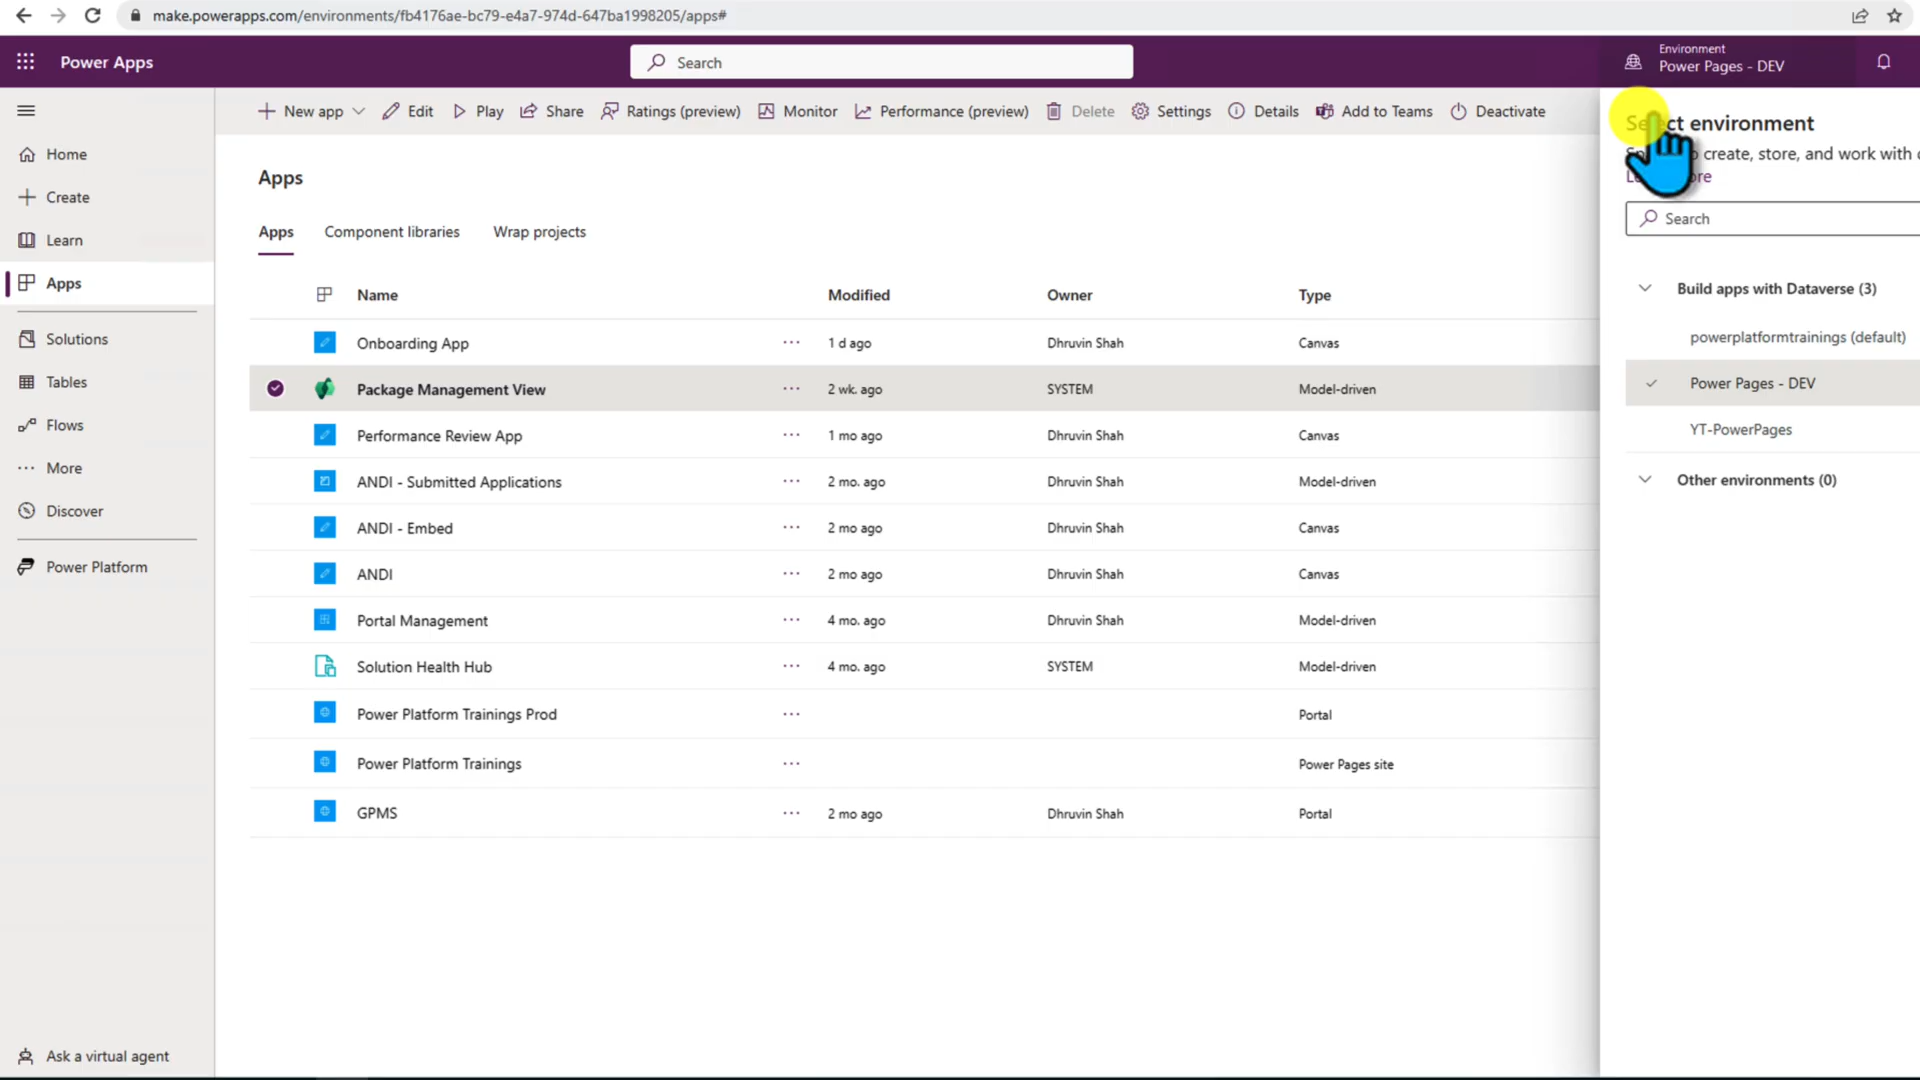 make.powerapps.com/environments/fb4176ae-bc79-e4a7-974d-647ba1998205/apps#
Power Apps
Search
Environment
Power Pages - DEV
Home
Create
Learn
Apps
Solutions
Tables
Flows
More
Discover
Power Platform
Ask a virtual agent
New app
Edit
Play
Share
Ratings (preview)
Monitor
Performance (preview)
Delete
Settings
Details
Add to Teams
Deactivate
Apps
Apps
Component libraries
Wrap projects
Name Modified Owner Type
Onboarding App ... 1 d ago Dhruvin Shah Canvas
Package Management View ... 2 wk. ago SYSTEM Model-driven
Performance Review App ... 1 mo ago Dhruvin Shah Canvas
ANDI - Submitted Applications ... 2 mo. ago Dhruvin Shah Model-driven
ANDI - Embed ... 2 mo ago Dhruvin Shah Canvas
ANDI ... 2 mo ago Dhruvin Shah Canvas
Portal Management ... 4 mo. ago Dhruvin Shah Model-driven
Solution Health Hub ... 4 mo. ago SYSTEM Model-driven
Power Platform Trainings Prod ... Portal
Power Platform Trainings ... Power Pages site
GPMS ... 2 mo ago Dhruvin Shah Portal
Select environment
create, store, and work with
Search
Build apps with Dataverse (3)
powerplatformtrainings (default)
Power Pages - DEV
YT-PowerPages
Other environments (0)